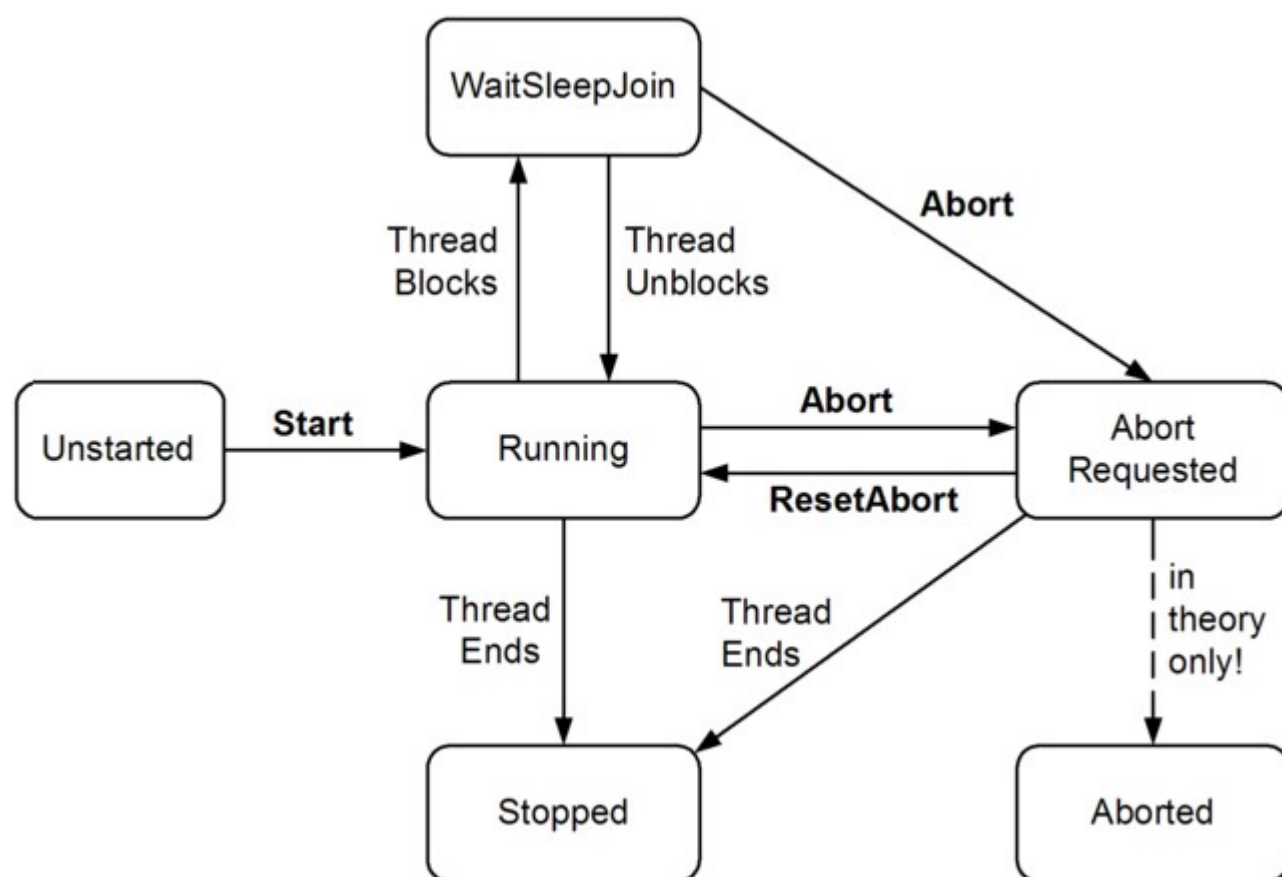 WaitSleepJoin
Abort
Thread
Blocks
Thread
Unblocks
Unstarted
Start
Running
Abort
ResetAbort
Abort
Requested
Thread
Ends
Thread
Ends
in
theory
only!
Stopped
Aborted